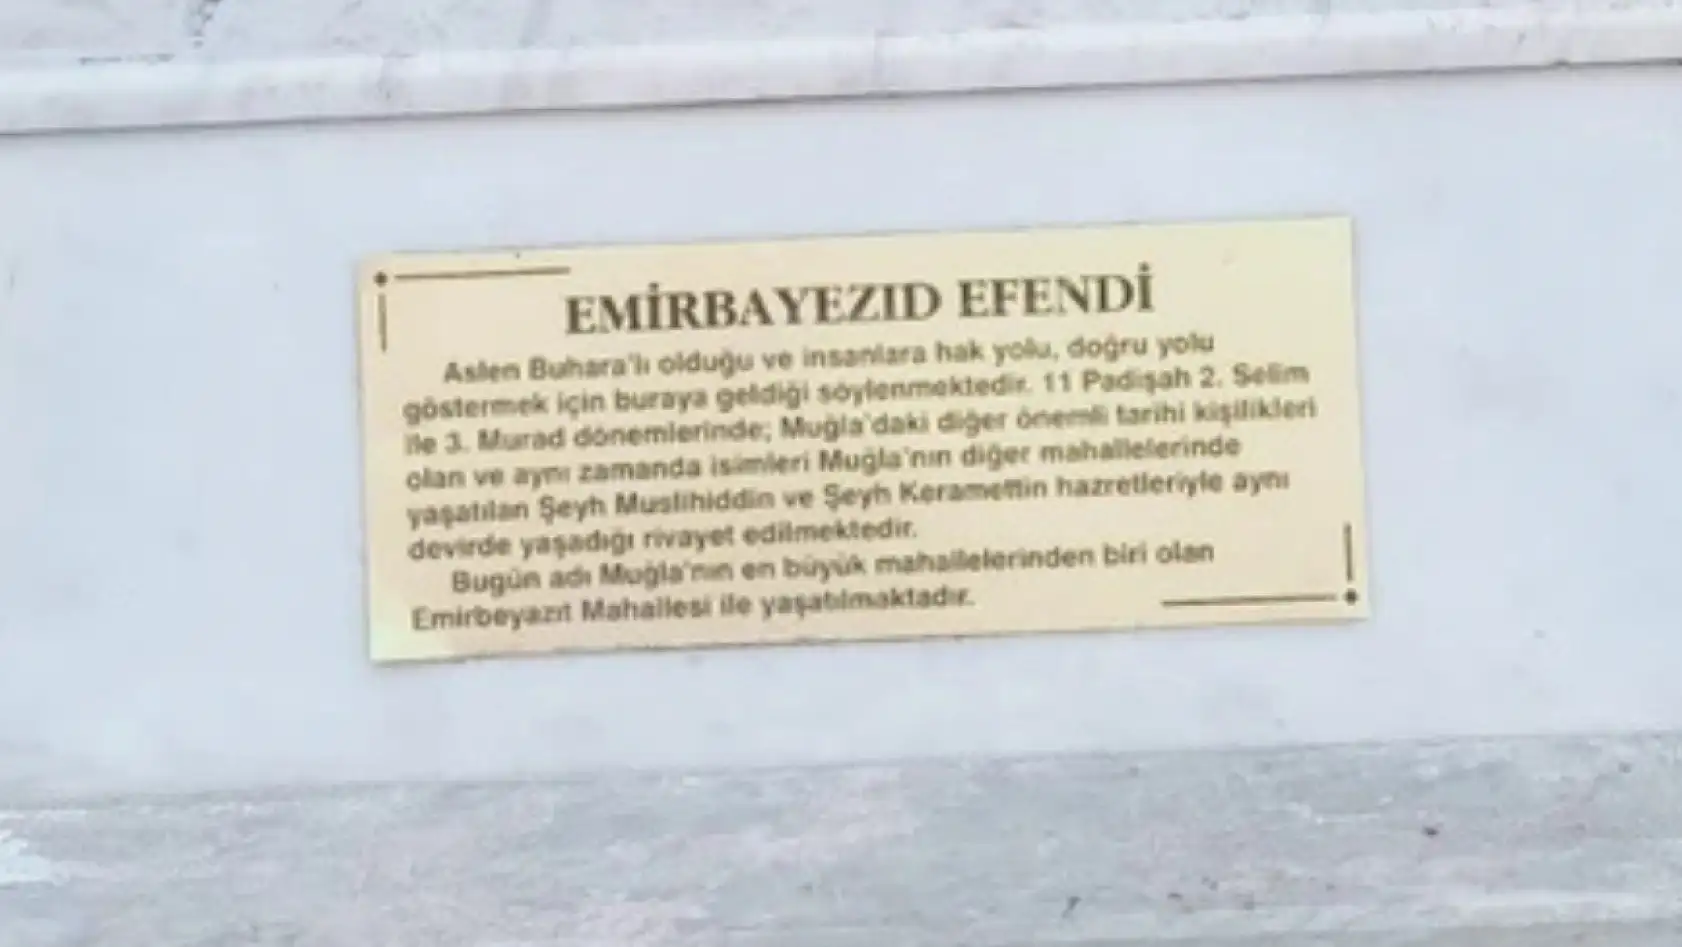 EMİRBAYEZID EFENDİ
Aslen Buhara'lı olduğu ve insanlara hak yolu, doğru yolu
göstermek için buraya geldiği söylenmektedir. 11 Padişah 2. Selim
ile 3. Murad dönemlerinde; Muğla'daki diğer önemli tarihi kişilikleri
olan ve aynı zamanda isimleri Muğla'nın diğer mahallelerinde
yaşatılan Şeyh Muslihiddin ve Şeyh Keramettin hazretleriyle aynı
devirde yaşadığı rivayet edilmektedir.
Bugün adı Muğla'nın en büyük mahallelerinden biri olan
Emirbeyazıt Mahallesi ile yaşatılmaktadır.